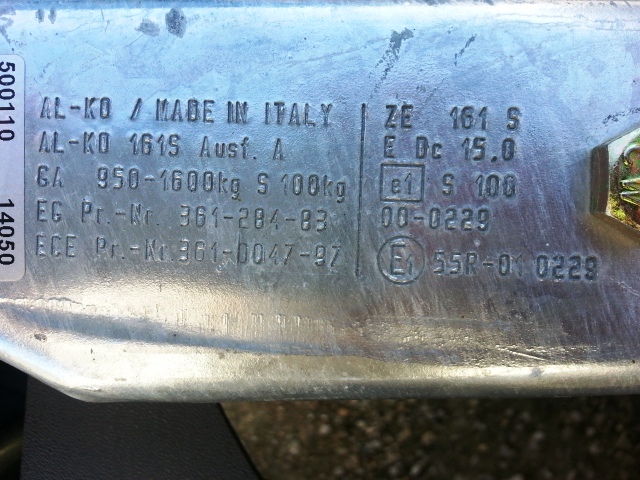 AL-KO / MADE IN ITALY
AL-KO 161S Ausf. A
GA 950-1600kg S 100kg
EG Pr.-Nr. 361-284-83
ECE Pr.-Nr. 361-0047-97
ZE 161 S
E Dc 15.0
e1 S 100
00-0229
E1 55R-01 0229
500110 14050